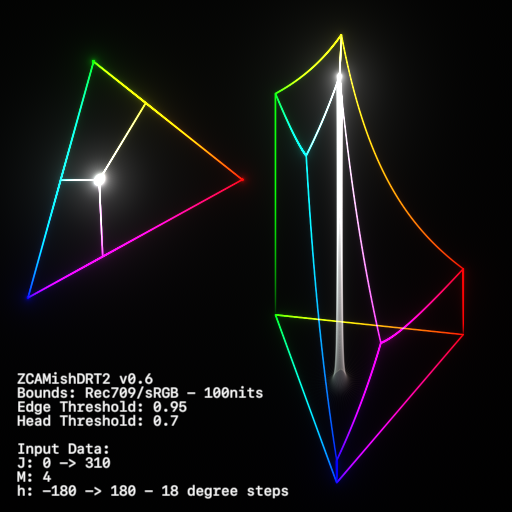 ZCAMishDRT2 v0.6
Bounds: Rec709/sRGB – 100nits
Edge Threshold: 0.95
Head Threshold: 0.7
Input Data:
J: 0 –> 310
M: 4
h: –180 –> 180 – 18 degree steps